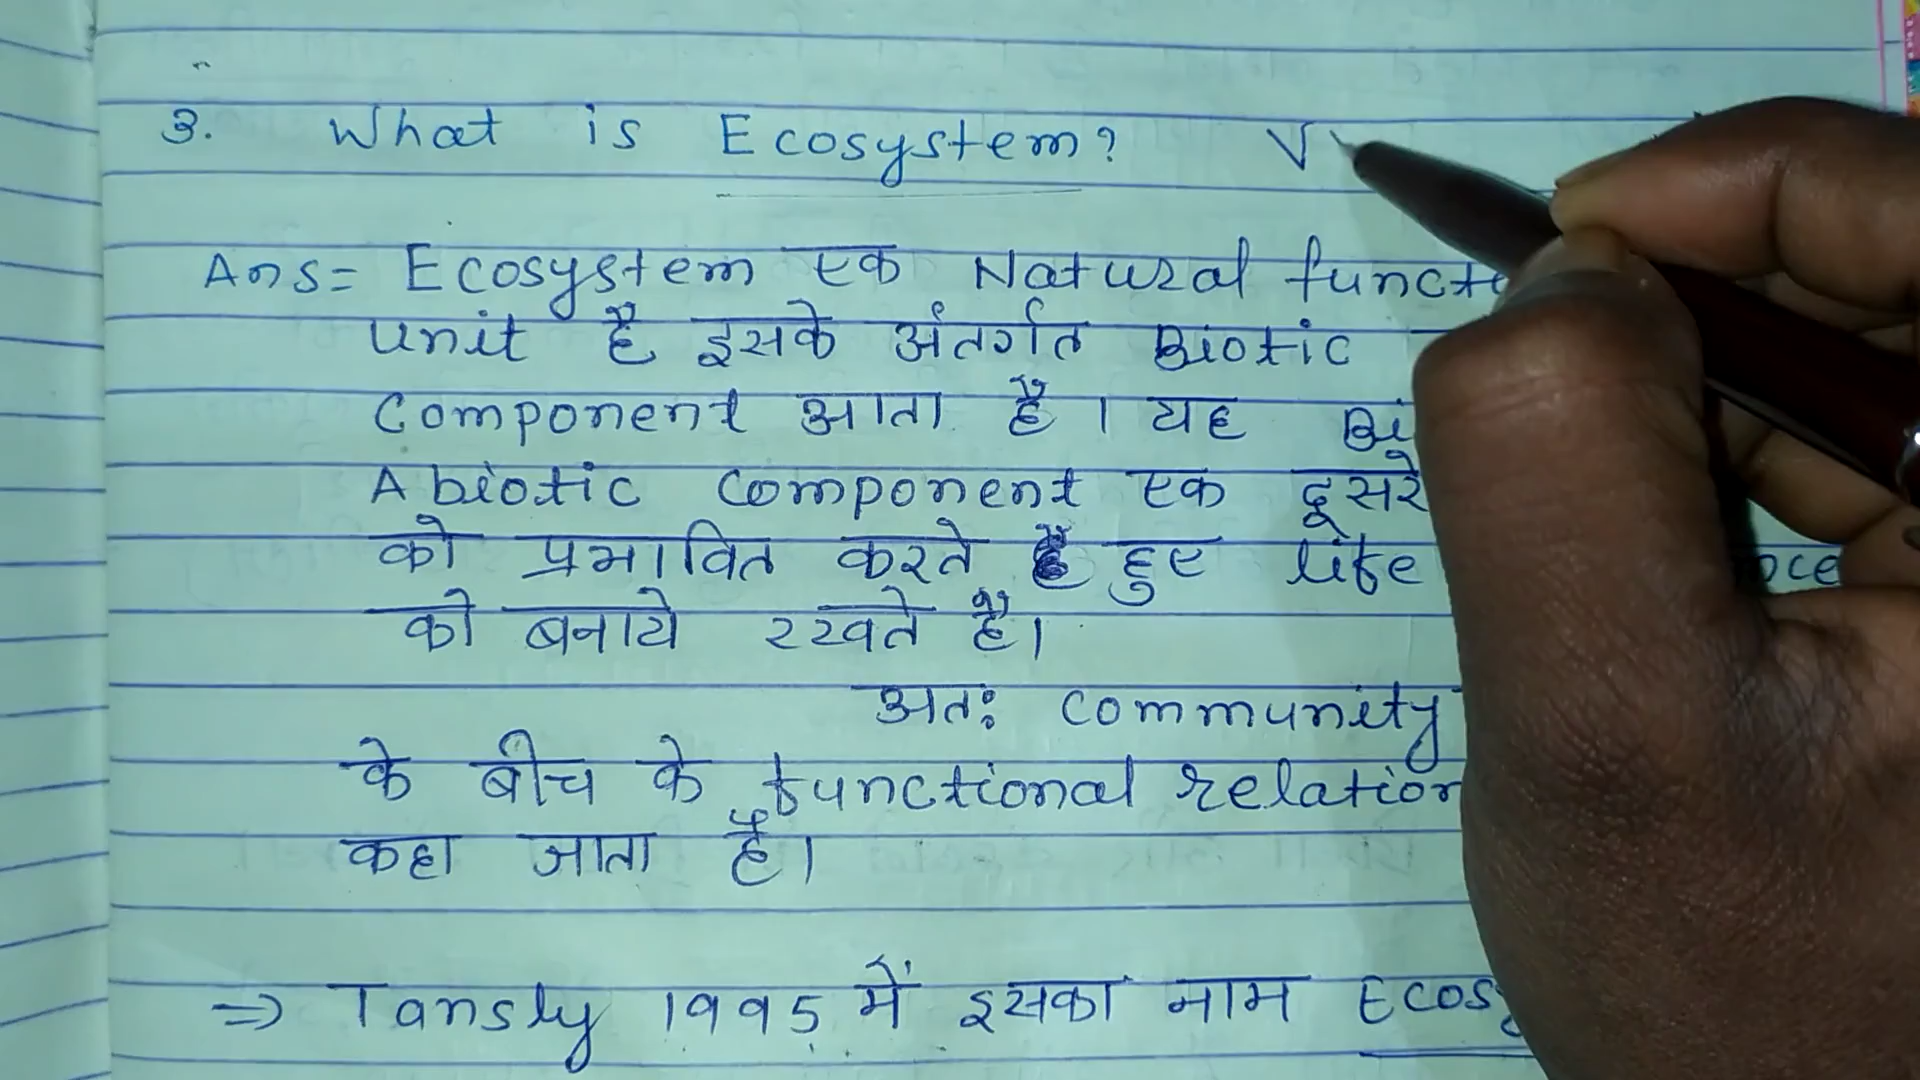 3. What is Ecosystem? V
Ans= Ecosystem एक Natural
unit है इसके अंतर्गत Biotic
Component आता है । यह
Abiotic Component एक दूसरे
को प्रभावित करते हुए life
को बनाये रखते है।
अतः Community
के बीच के functional
कहा जाता है।
⇒ Tansly 1995 में इसका नाम